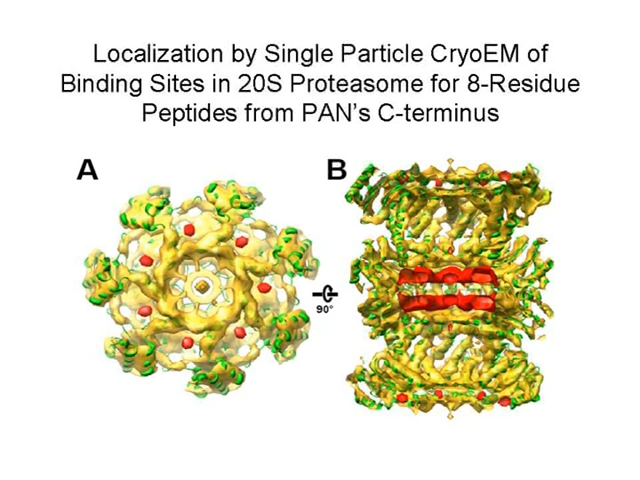 Localization by Single Particle CryoEM of
Binding Sites in 20S Proteasome for 8-Residue
Peptides from PAN's C-terminus
A
B
90°